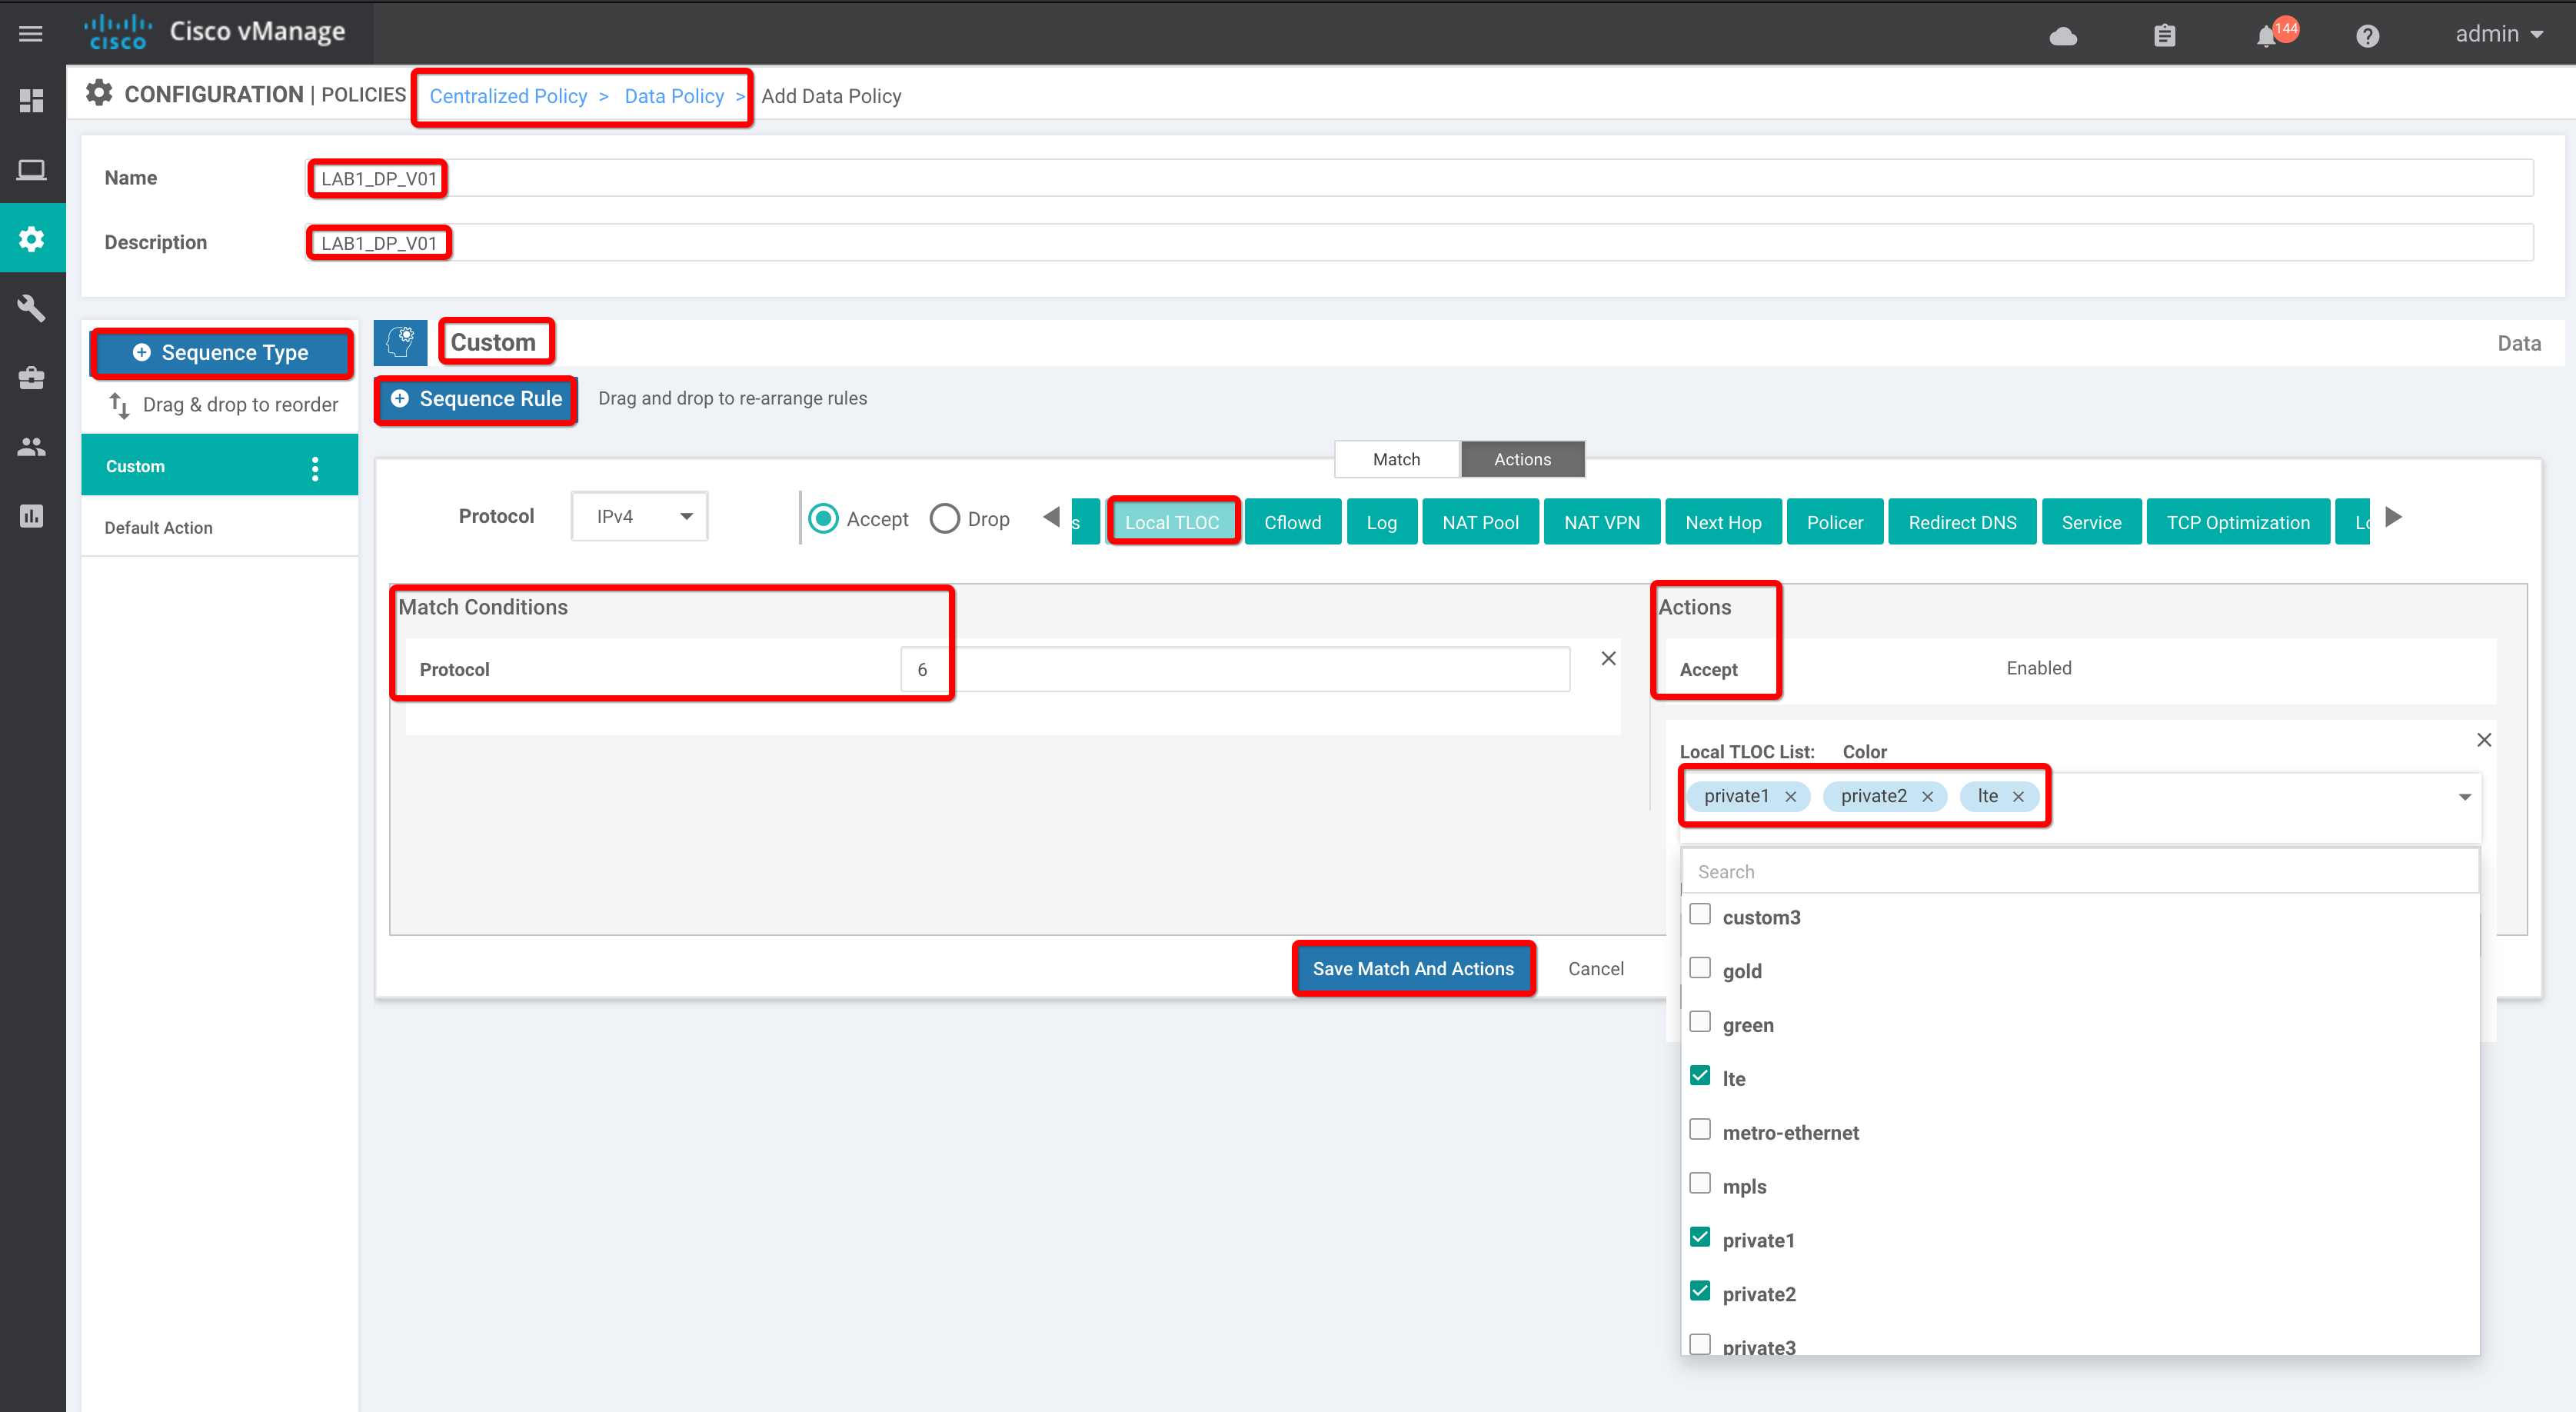 cisco Cisco vManage
144
admin
CONFIGURATION | POLICIES Centralized Policy > Data Policy > Add Data Policy
Name LAB1_DP_V01
Description LAB1_DP_V01
Sequence Type
Drag & drop to reorder
Custom
Default Action
Custom Data
Sequence Rule Drag and drop to re-arrange rules
Match Actions
Protocol IPv4 Accept Drop s Local TLOC Cflowd Log NAT Pool NAT VPN Next Hop Policer Redirect DNS Service TCP Optimization
Match Conditions
Protocol 6
Actions
Accept Enabled
Local TLOC List: Color
private1 private2 lte
Search
custom3
gold
green
lte
metro-ethernet
mpls
private1
private2
private3
Save Match And Actions Cancel